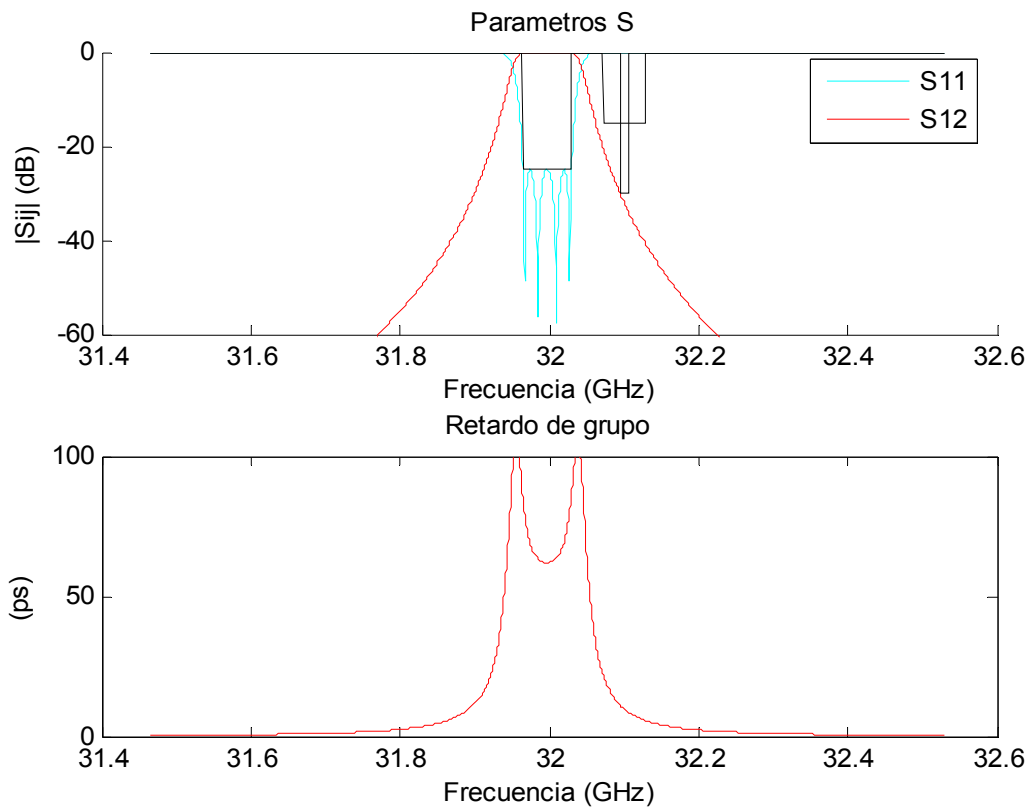 Parametros S
|Sij| (dB)
0
-20
-40
-60
S11
S12
31.4 31.6 31.8 32 32.2 32.4 32.6
Frecuencia (GHz)
Retardo de grupo
(ps)
100
50
0
31.4 31.6 31.8 32 32.2 32.4 32.6
Frecuencia (GHz)